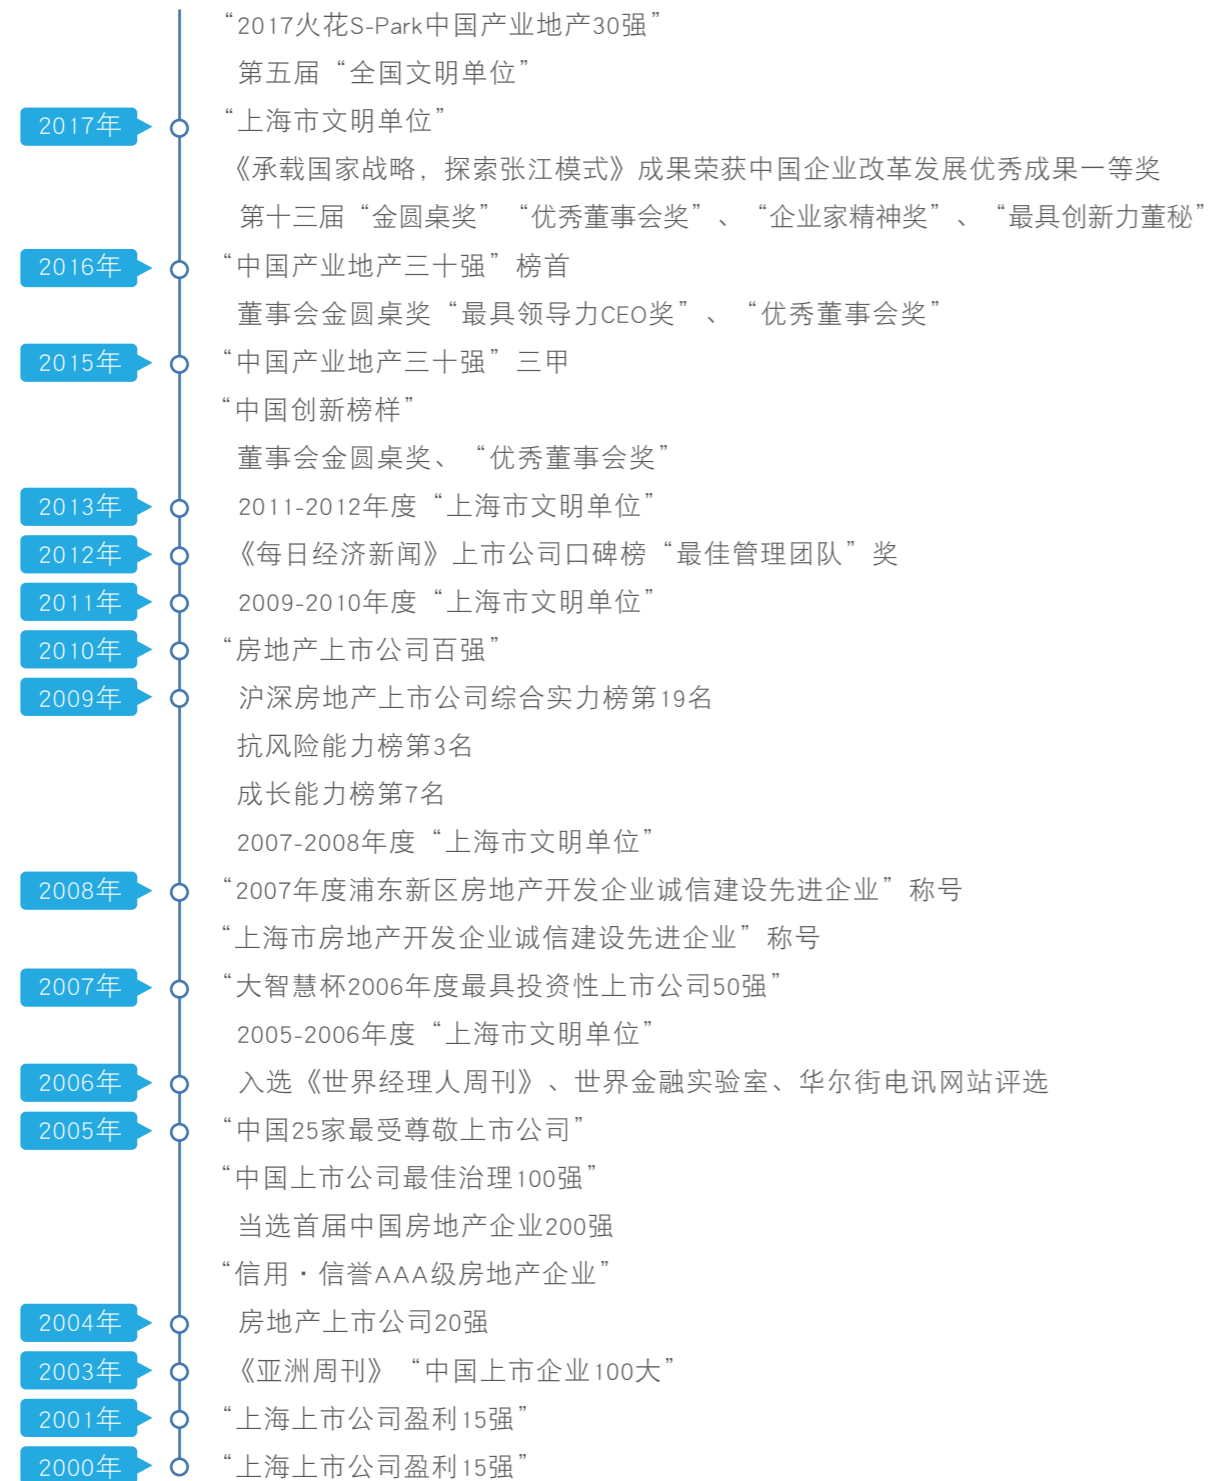 “2017火花S-Park中国产业地产30强”
第五届“全国文明单位”
2017年 “上海市文明单位”
《承载国家战略，探索张江模式》成果荣获中国企业改革发展优秀成果一等奖
第十三届“金圆桌奖”“优秀董事会奖”、“企业家精神奖”、“最具创新力董秘”
2016年 “中国产业地产三十强”榜首
董事会金圆桌奖“最具领导力CEO奖”、“优秀董事会奖”
2015年 “中国产业地产三十强”三甲
“中国创新榜样”
董事会金圆桌奖、“优秀董事会奖”
2013年 2011-2012年度“上海市文明单位”
2012年 《每日经济新闻》上市公司口碑榜“最佳管理团队”奖
2011年 2009-2010年度“上海市文明单位”
2010年 “房地产上市公司百强”
2009年 沪深房地产上市公司综合实力榜第19名
抗风险能力榜第3名
成长能力榜第7名
2007-2008年度“上海市文明单位”
2008年 “2007年度浦东新区房地产开发企业诚信建设先进企业”称号
“上海市房地产开发企业诚信建设先进企业”称号
2007年 “大智慧杯2006年度最具投资性上市公司50强”
2005-2006年度“上海市文明单位”
2006年 入选《世界经理人周刊》、世界金融实验室、华尔街电讯网站评选
2005年 “中国25家最受尊敬上市公司”
“中国上市公司最佳治理100强”
当选首届中国房地产企业200强
“信用·信誉AAA级房地产企业”
2004年 房地产上市公司20强
2003年 《亚洲周刊》“中国上市企业100大”
2001年 “上海上市公司盈利15强”
2000年 “上海上市公司盈利15强”